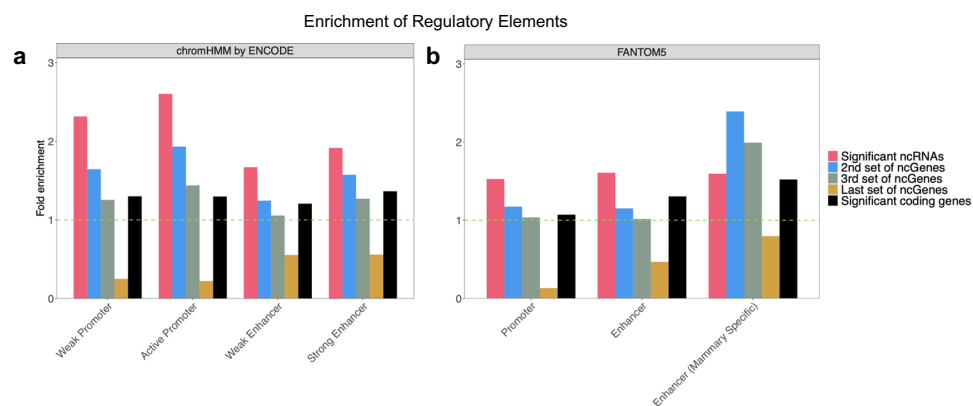 Enrichment of Regulatory Elements
a
chromHMM by ENCODE
Fold enrichment
3
2
1
0
Weak Promoter
Active Promoter
Weak Enhancer
Strong Enhancer
b
FANTOM5
3
2
1
0
Promoter
Enhancer
Enhancer (Mammary Specific)
Significant ncRNAs
2nd set of ncGenes
3rd set of ncGenes
Last set of ncGenes
Significant coding genes